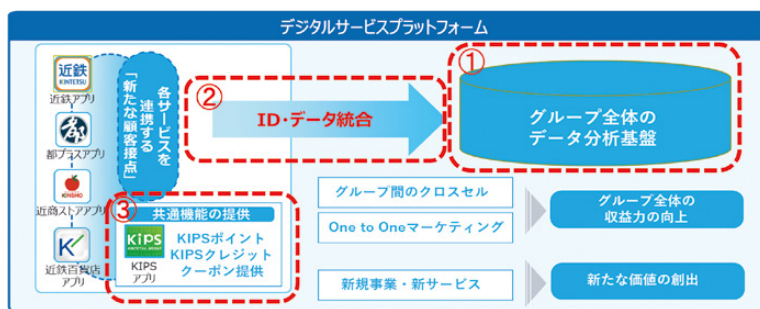 デジタルサービスプラットフォーム
近鉄
KINTETSU
近鉄アプリ
都
都プラスアプリ
KINSHO
近商ストアアプリ
K
近鉄百貨店
アプリ
各サービスを
連携する
「新たな顧客接点」
②
ID・データ統合
①
グループ全体の
データ分析基盤
③
共通機能の提供
KIPS
KIPS
アプリ
KIPSポイント
KIPSクレジット
クーポン提供
グループ間のクロスセル
One to Oneマーケティング
グループ全体の
収益力の向上
新規事業・新サービス
新たな価値の創出